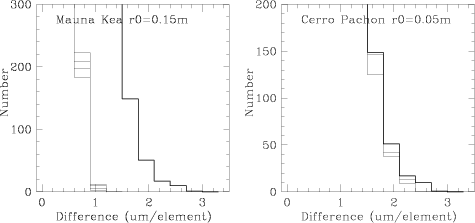 Mauna Kea r0=0.15m
Number
300
200
100
0
0 1 2 3
Difference (um/element)
Cerro Pachon r0=0.05m
Number
200
150
100
50
0
0 1 2 3
Difference (um/element)